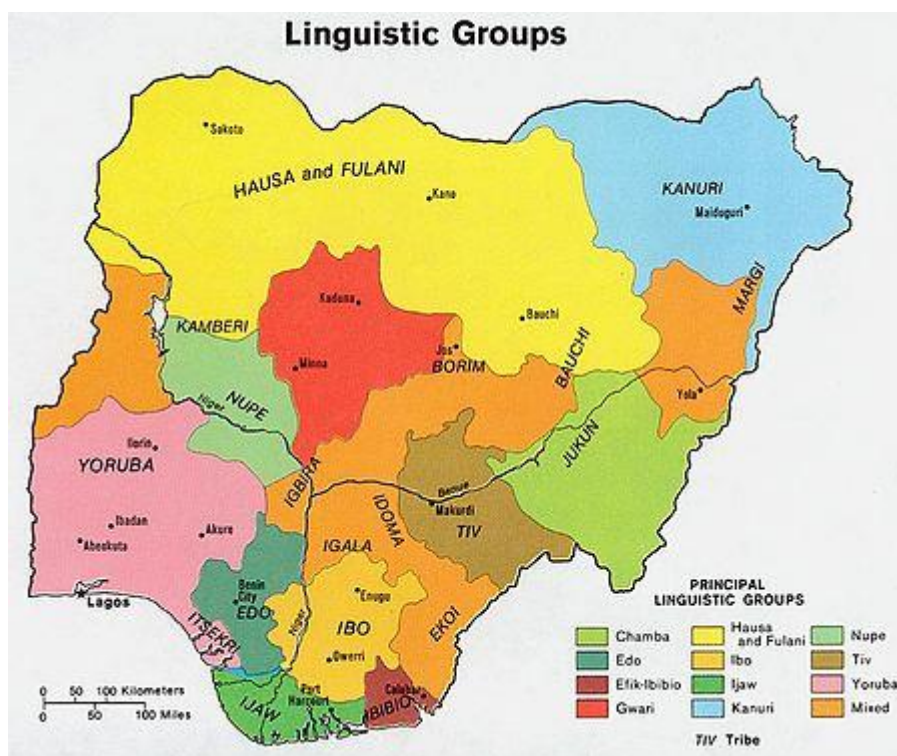 Linguistic Groups
Sokoto
HAUSA and FULANI
Kano
KANURI
Maiduguri
MARGI
Kaduna
KAMBERI
Bauchi
Jos
BORIM
BAUCHI
Minna
NUPE
Niger
Yola
Ilorin
YORUBA
JUKUN
IGBIRA
Benue
Makurdi
IDOMA
TIV
Ibadan
Akure
Abeokuta
IGALA
Benin
City
EDO
Enugu
Lagos
ITSEKRI
Niger
IBO
EKOI
Owerri
Port
Harcourt
Calabar
IJAW
IBIBIO
0 50 100 Kilometers
0 50 100 Miles
PRINCIPAL
LINGUISTIC GROUPS
Chamba
Edo
Efik-Ibibio
Gwari
Hausa
and Fulani
Ibo
Ijaw
Kanuri
Nupe
Tiv
Yoruba
Mixed
TIV Tribe